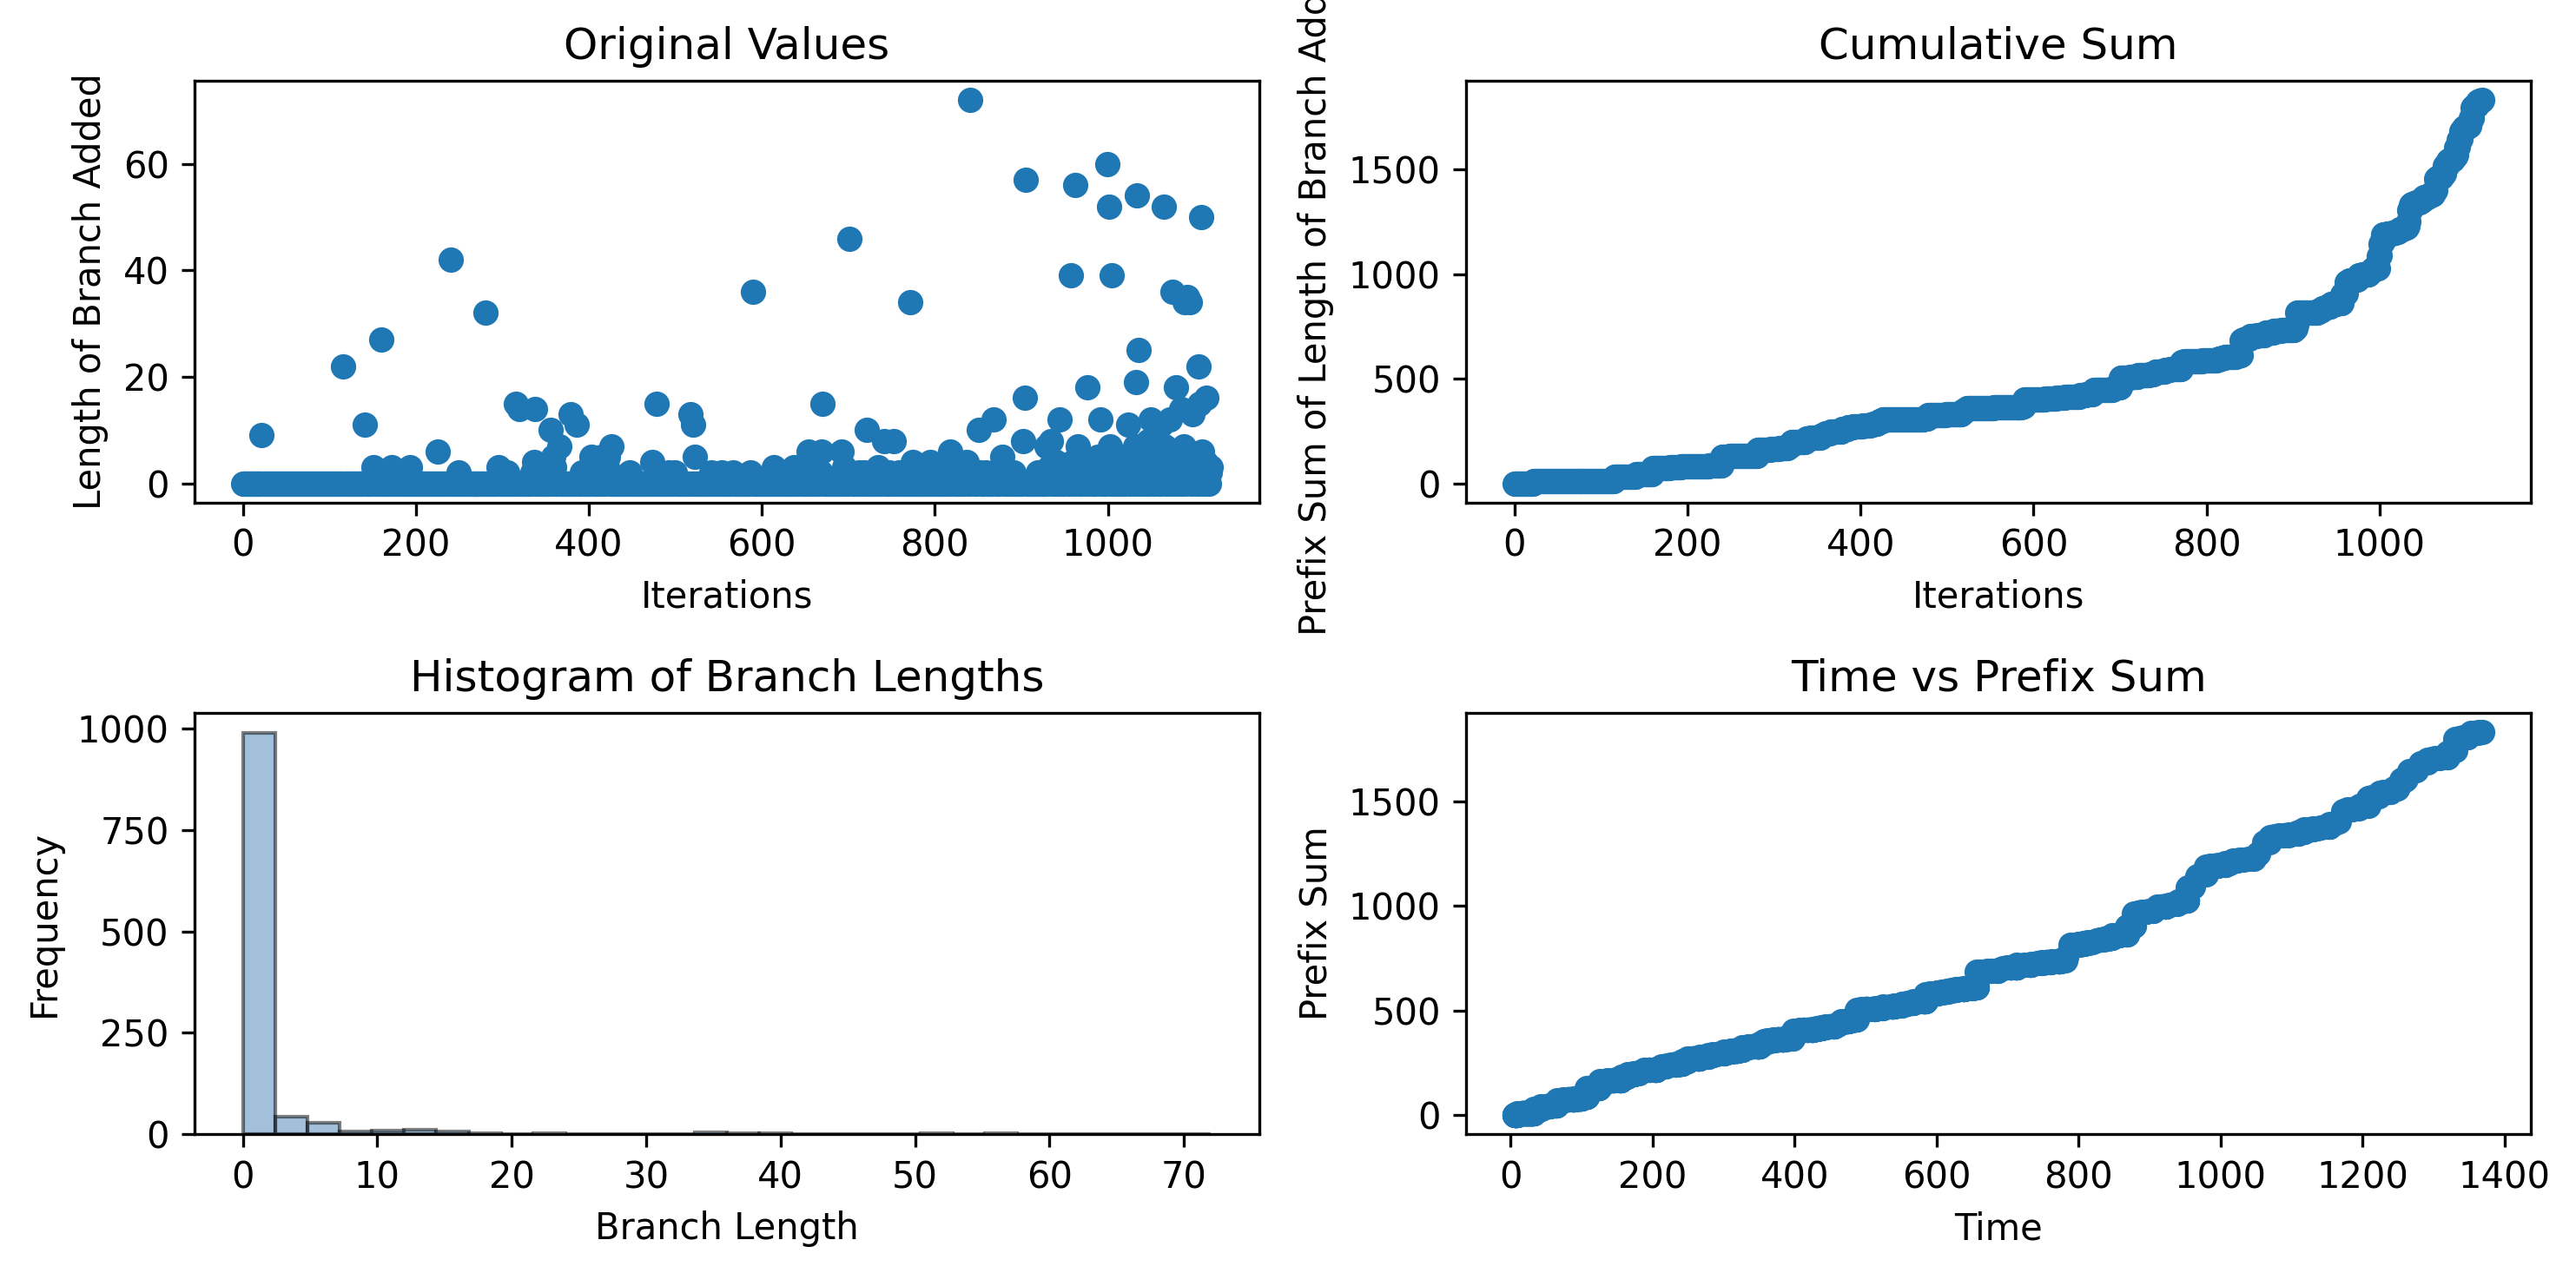 Original Values
Length of Branch Added
60
40
20
0
0 200 400 600 800 1000
Iterations
Cumulative Sum
Prefix Sum of Length of Branch
1500
1000
500
0
0 200 400 600 800 1000
Iterations
Histogram of Branch Lengths
Frequency
1000
750
500
250
0
0 10 20 30 40 50 60 70
Branch Length
Time vs Prefix Sum
Prefix Sum
1500
1000
500
0
0 200 400 600 800 1000 1200 1400
Time